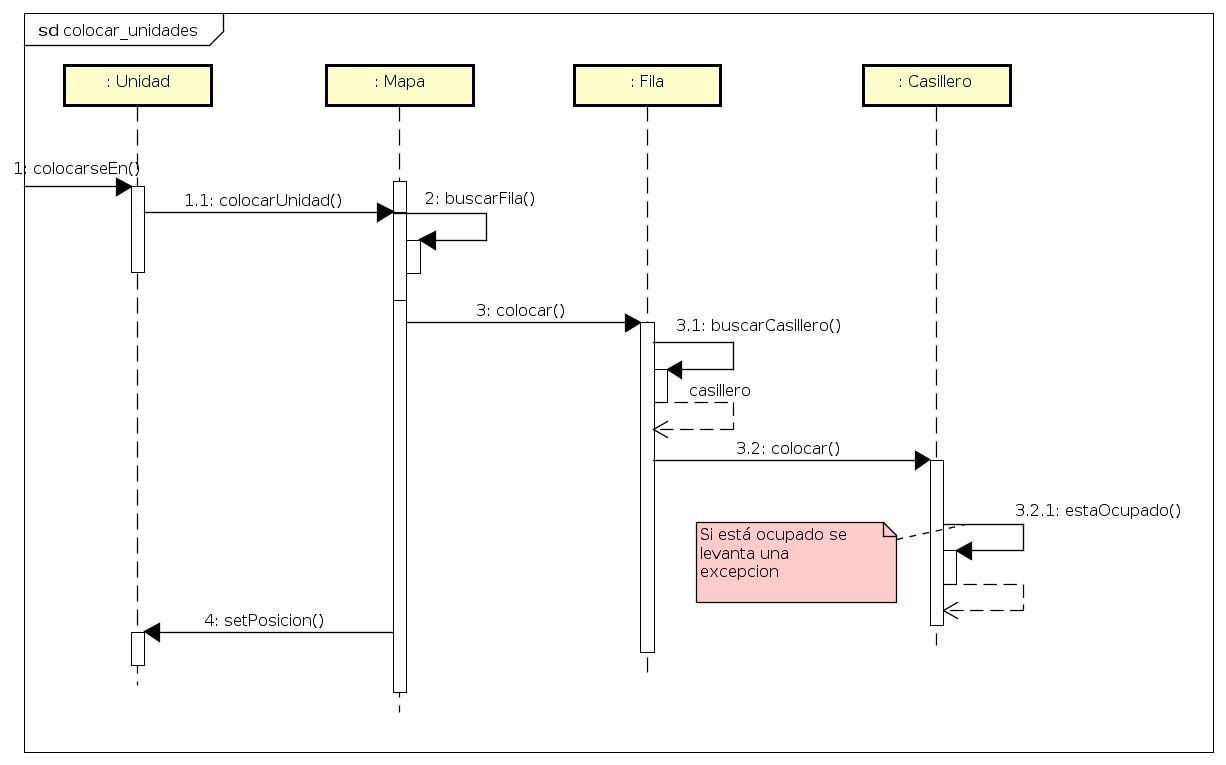 sd colocar_unidades
: Unidad
: Mapa
: Fila
: Casillero
1: colocarseEn()
1.1: colocarUnidad()
2: buscarFila()
3: colocar()
3.1: buscarCasillero()
casillero
3.2: colocar()
3.2.1: estaOcupado()
Si está ocupado se
levanta una
excepcion
4: setPosicion()